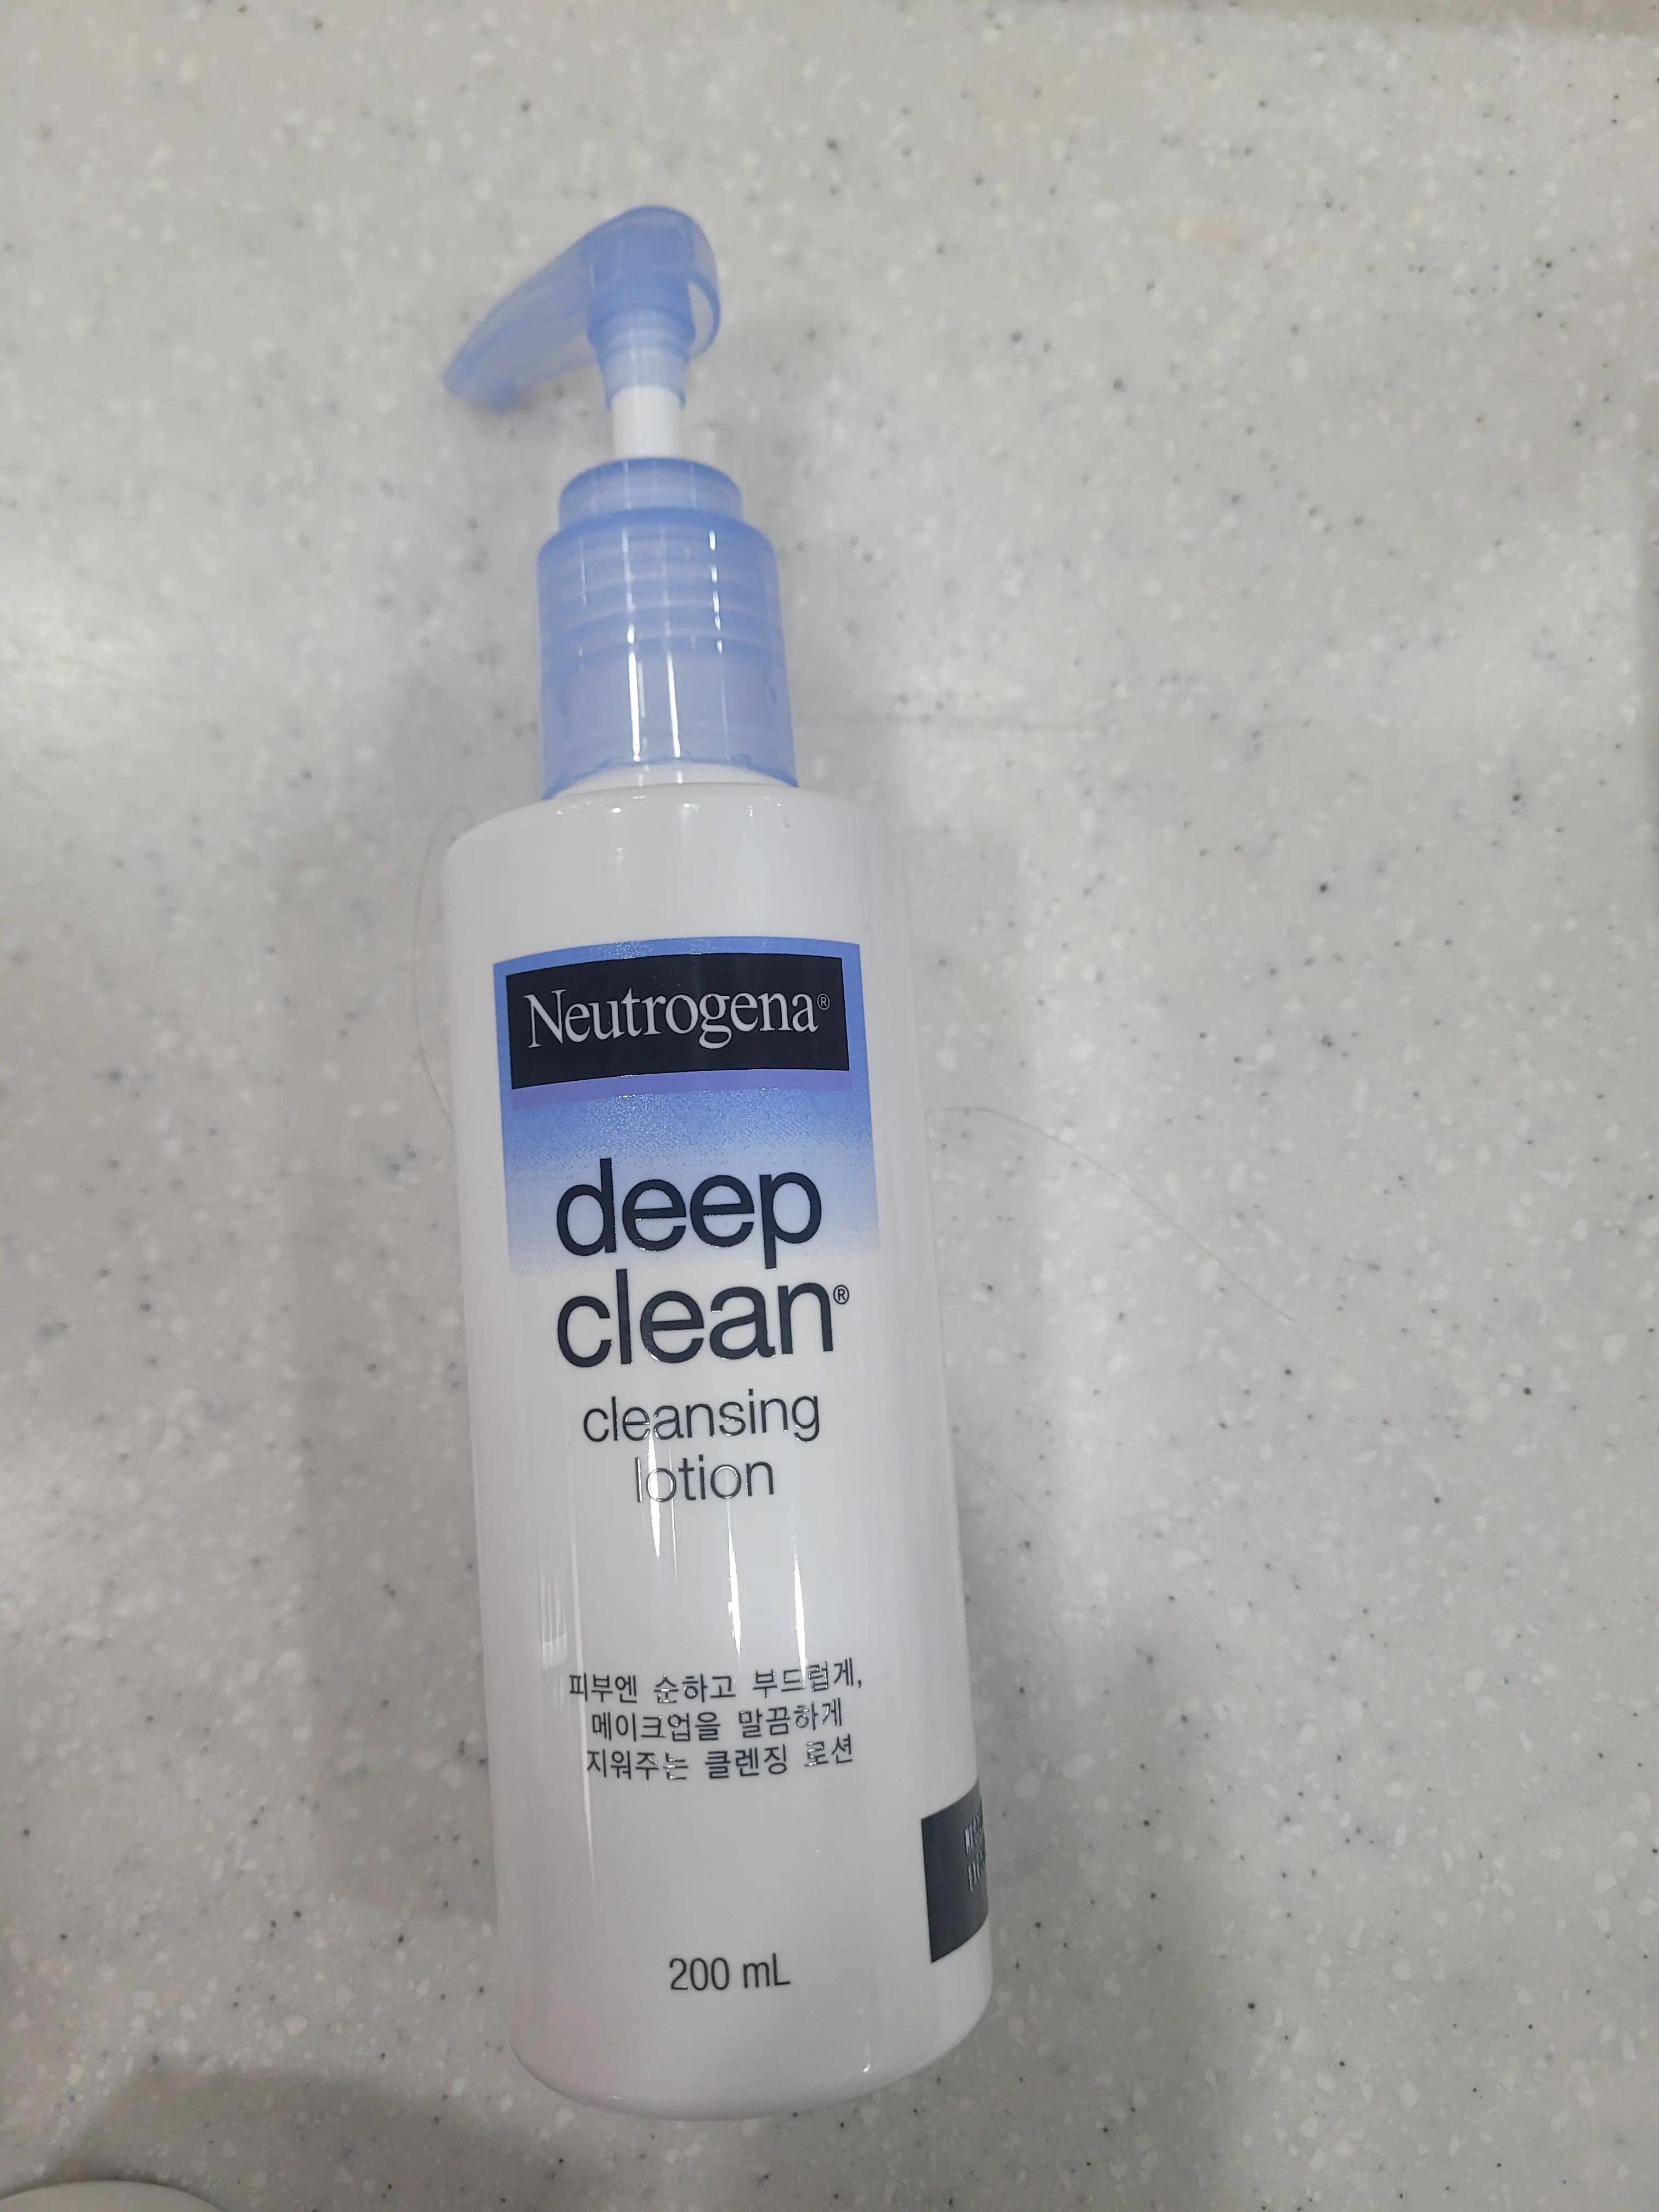 Neutrogena®
deep
clean®
cleansing
lotion
피부엔 순하고 부드럽게,
메이크업을 말끔하게
지워주는 클렌징 로션
200 mL